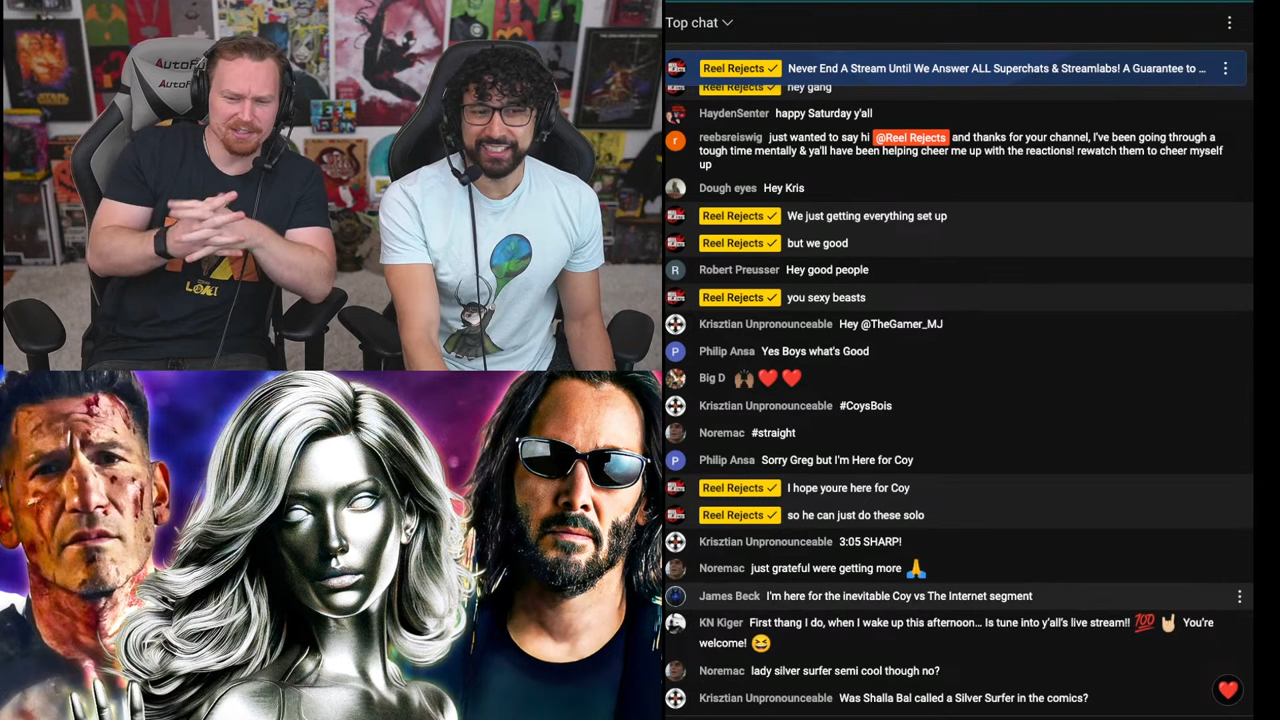 AutoFu
AutoF
LOKI
Top chat
Reel Rejects Never End A Stream Until We Answer ALL Superchats & Streamlabs! A Guarantee to ...
Reel Rejects hey gang
HaydenSenter happy Saturday y'all
reebsreiswig just wanted to say hi @Reel Rejects and thanks for your channel, I've been going through a
tough time mentally & ya'll have been helping cheer me up with the reactions! rewatch them to cheer myself
up
Dough eyes Hey Kris
Reel Rejects We just getting everything set up
Reel Rejects but we good
R Robert Preusser Hey good people
Reel Rejects you sexy beasts
Krisztian Unpronounceable Hey @TheGamer_MJ
P Philip Ansa Yes Boys what's Good
Big D 🙌🏾❤️❤️
Krisztian Unpronounceable #CoysBois
Noremac #straight
P Philip Ansa Sorry Greg but I'm Here for Coy
Reel Rejects I hope youre here for Coy
Reel Rejects so he can just do these solo
Krisztian Unpronounceable 3:05 SHARP!
Noremac just grateful were getting more 🙏
James Beck I'm here for the inevitable Coy vs The Internet segment
KN Kiger First thang I do, when I wake up this afternoon... Is tune into y'all's live stream!! 💯 🤘🏻 You're
welcome! 😆
Noremac lady silver surfer semi cool though no?
Krisztian Unpronounceable Was Shalla Bal called a Silver Surfer in the comics?